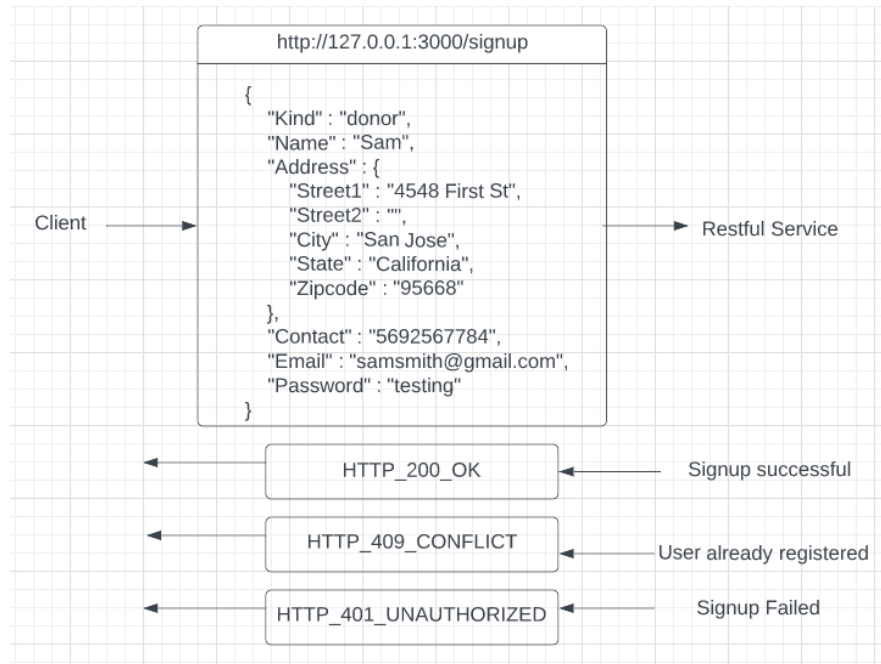 http://127.0.0.1:3000/signup
{
"Kind" : "donor",
"Name" : "Sam",
"Address" : {
"Street1" : "4548 First St",
"Street2" : "",
"City" : "San Jose",
"State" : "California",
"Zipcode" : "95668"
},
"Contact" : "5692567784",
"Email" : "samsmith@gmail.com",
"Password" : "testing"
}
Client
Restful Service
HTTP_200_OK
Signup successful
HTTP_409_CONFLICT
User already registered
HTTP_401_UNAUTHORIZED
Signup Failed